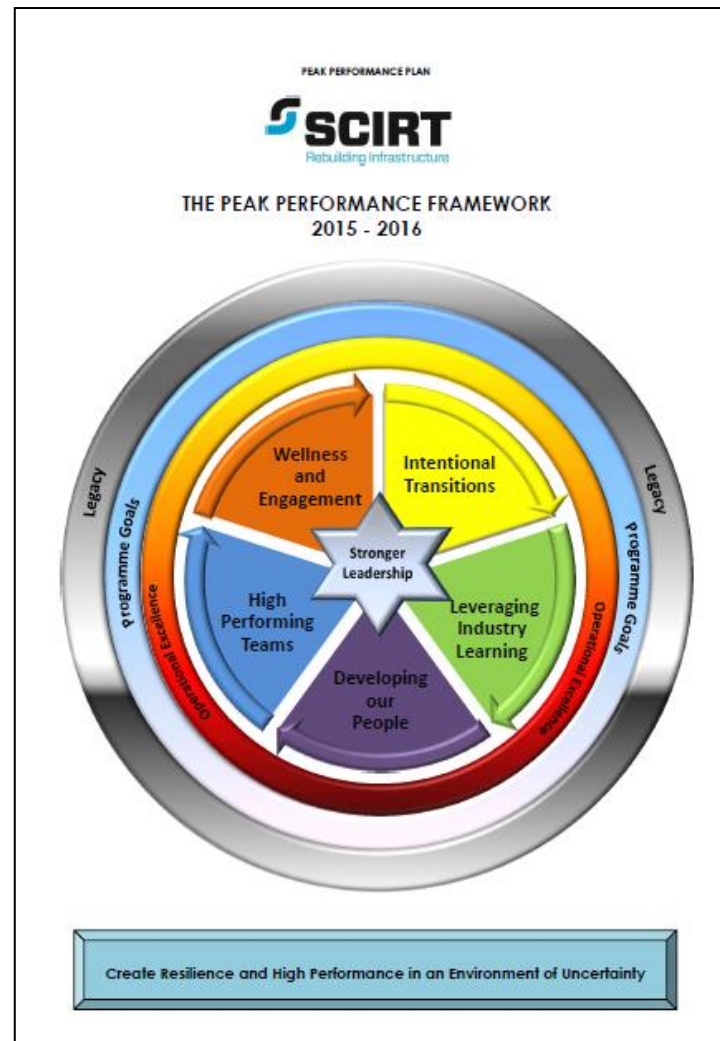 PEAK PERFORMANCE PLAN
SCIRT
Rebuilding Infrastructure
THE PEAK PERFORMANCE FRAMEWORK
2015 - 2016
Legacy
Legacy
Programme Goals
Programme Goals
Operational Excellence
Operational Excellence
Wellness
and
Engagement
Intentional
Transitions
Stronger
Leadership
High
Performing
Teams
Leveraging
Industry
Learning
Developing
our
People
Create Resilience and High Performance in an Environment of Uncertainty